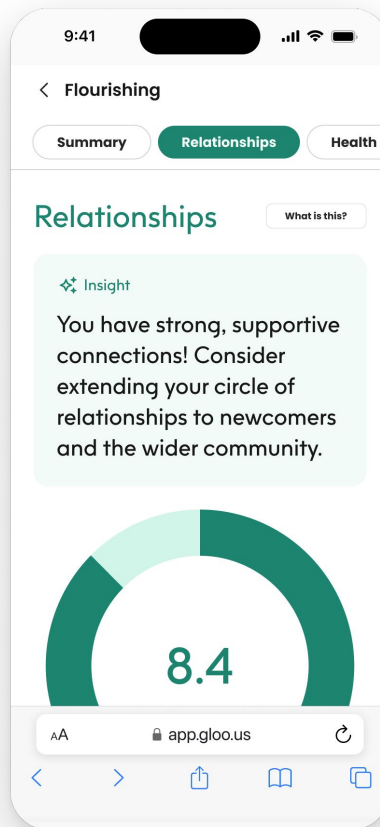 9:41
Flourishing
Summary
Relationships
Health
Relationships
What is this?
Insight
You have strong, supportive
connections! Consider
extending your circle of
relationships to newcomers
and the wider community.
8.4
AA
app.gloo.us